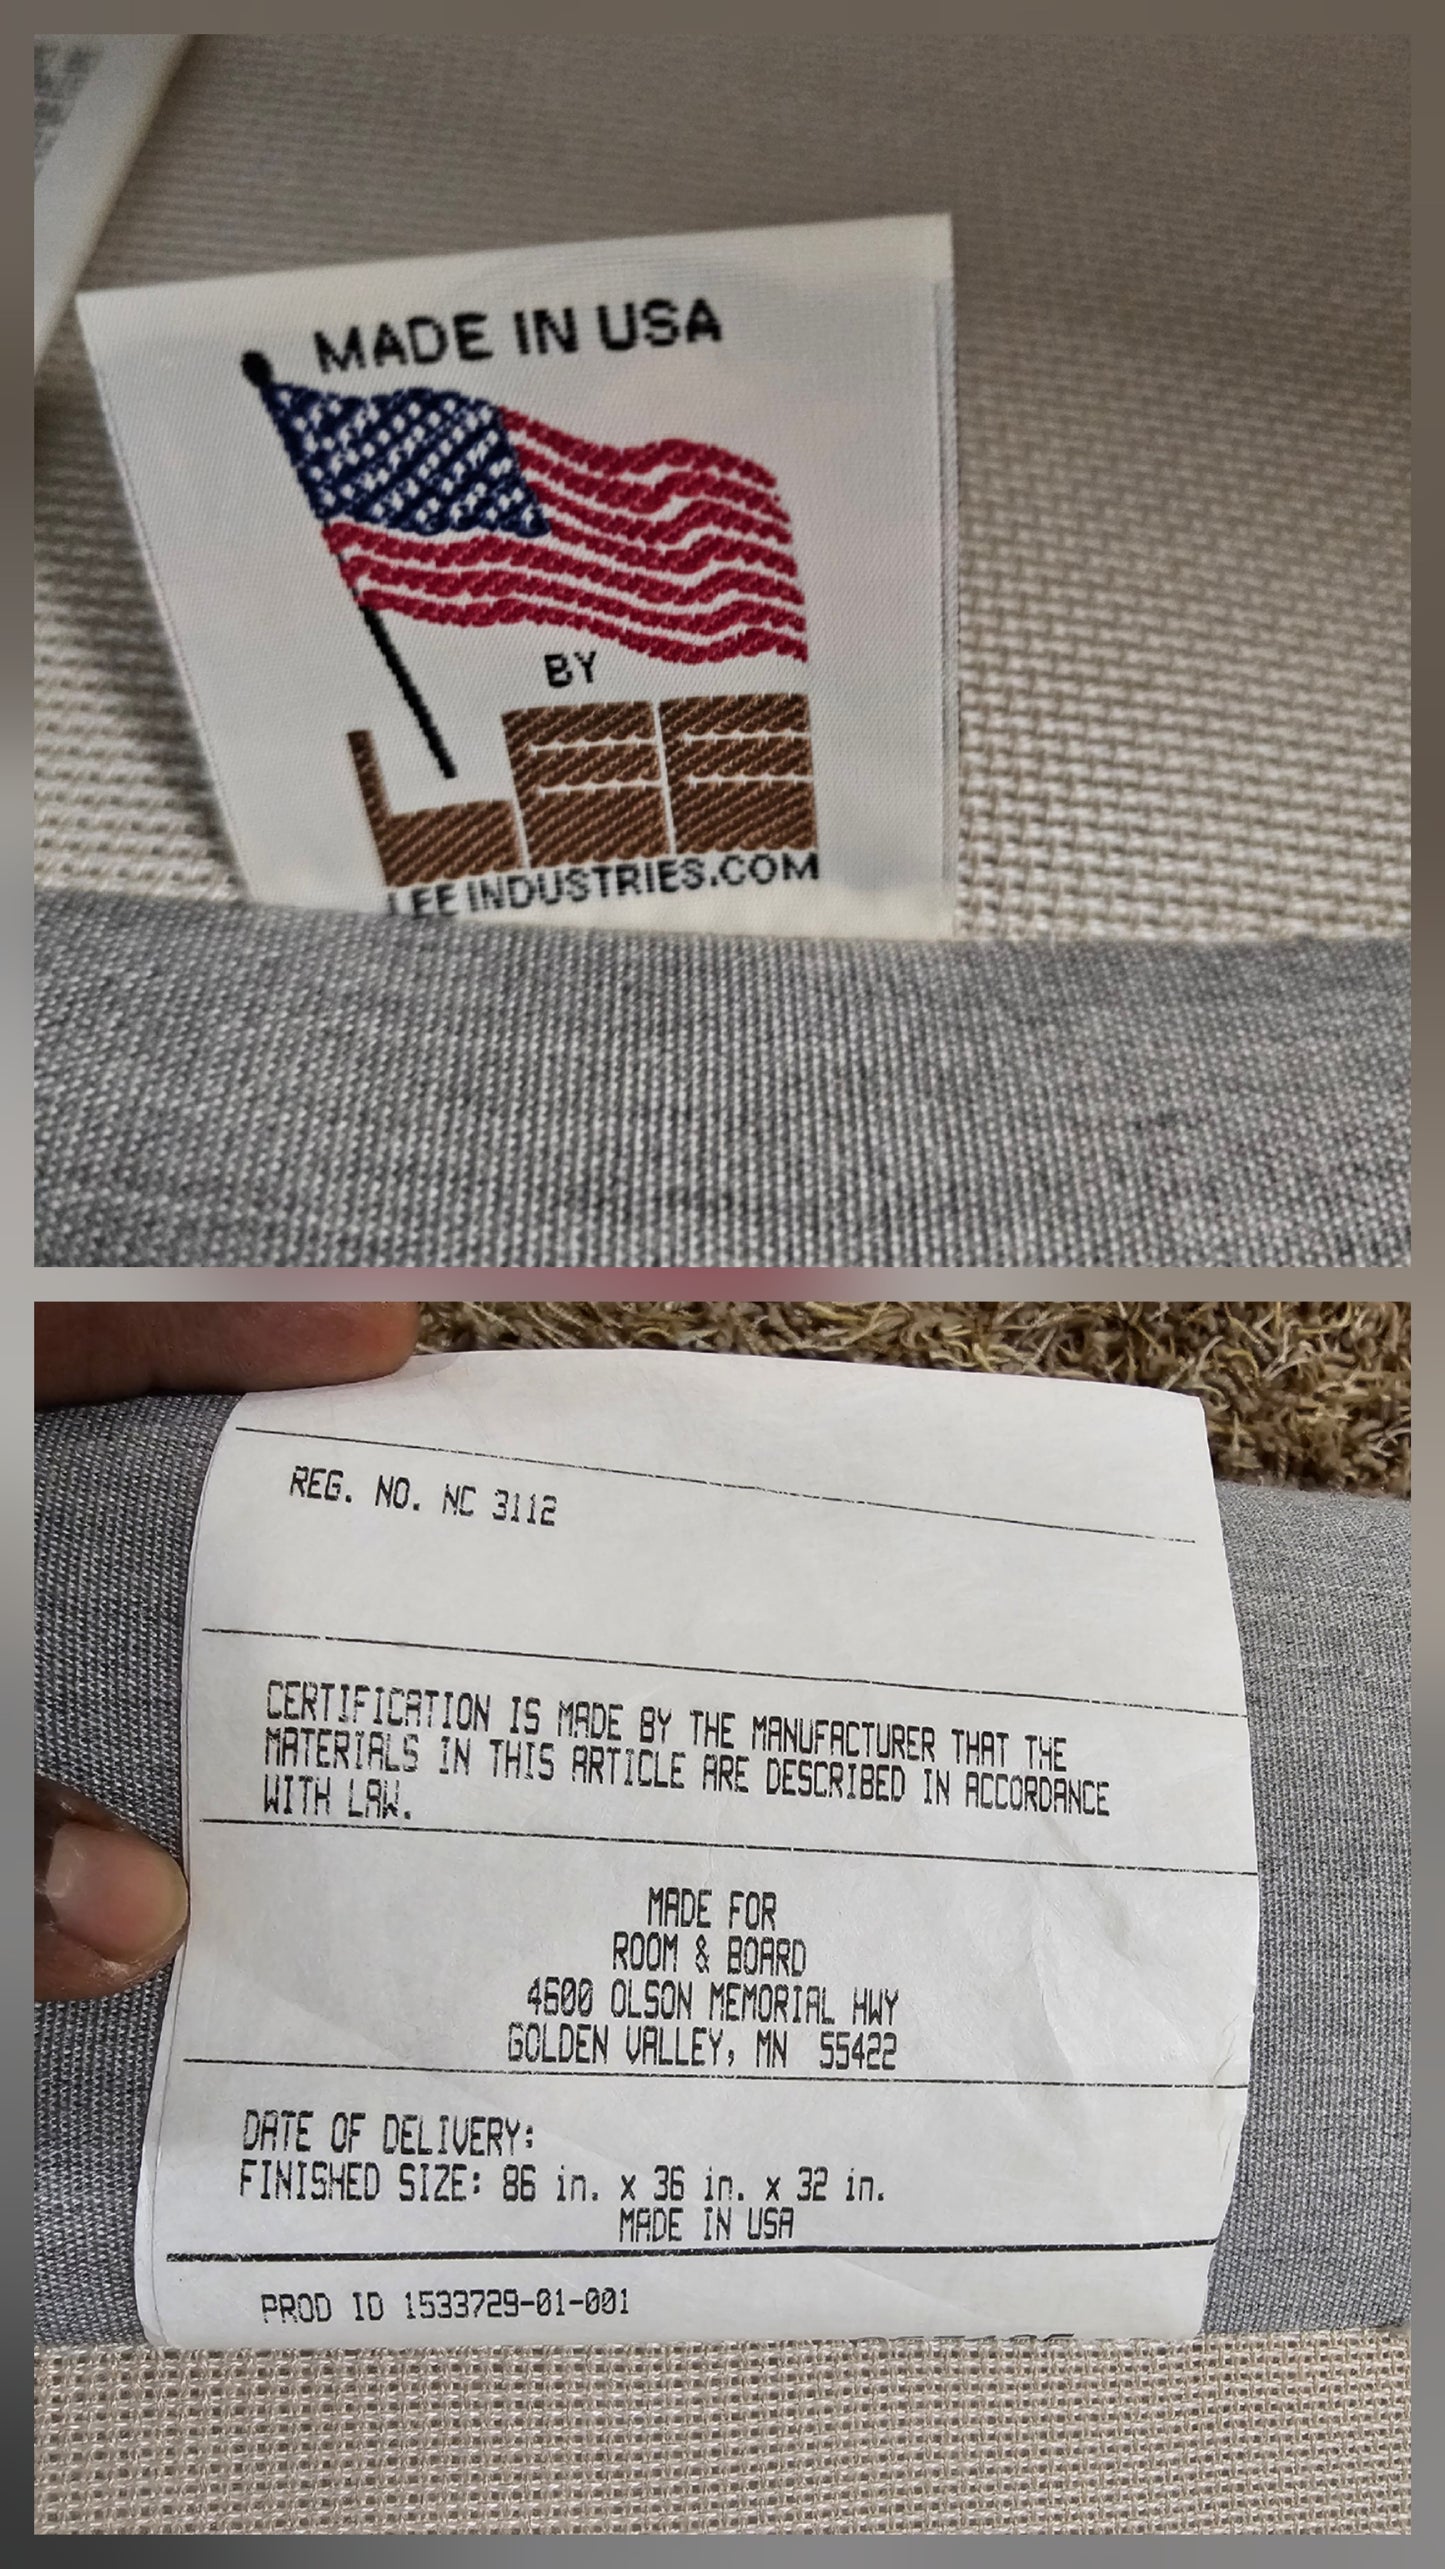 MADE IN USA
BY
LEE
LEE INDUSTRIES.COM
REG. NO. NC 3112
CERTIFICATION IS MADE BY THE MANUFACTURER THAT THE
MATERIALS IN THIS ARTICLE ARE DESCRIBED IN ACCORDANCE
WITH LAW.
MADE FOR
ROOM & BOARD
4600 OLSON MEMORIAL HWY
GOLDEN VALLEY, MN 55422
DATE OF DELIVERY:
FINISHED SIZE: 86 in. x 36 in. x 32 in.
MADE IN USA
PROD ID 1533729-01-001